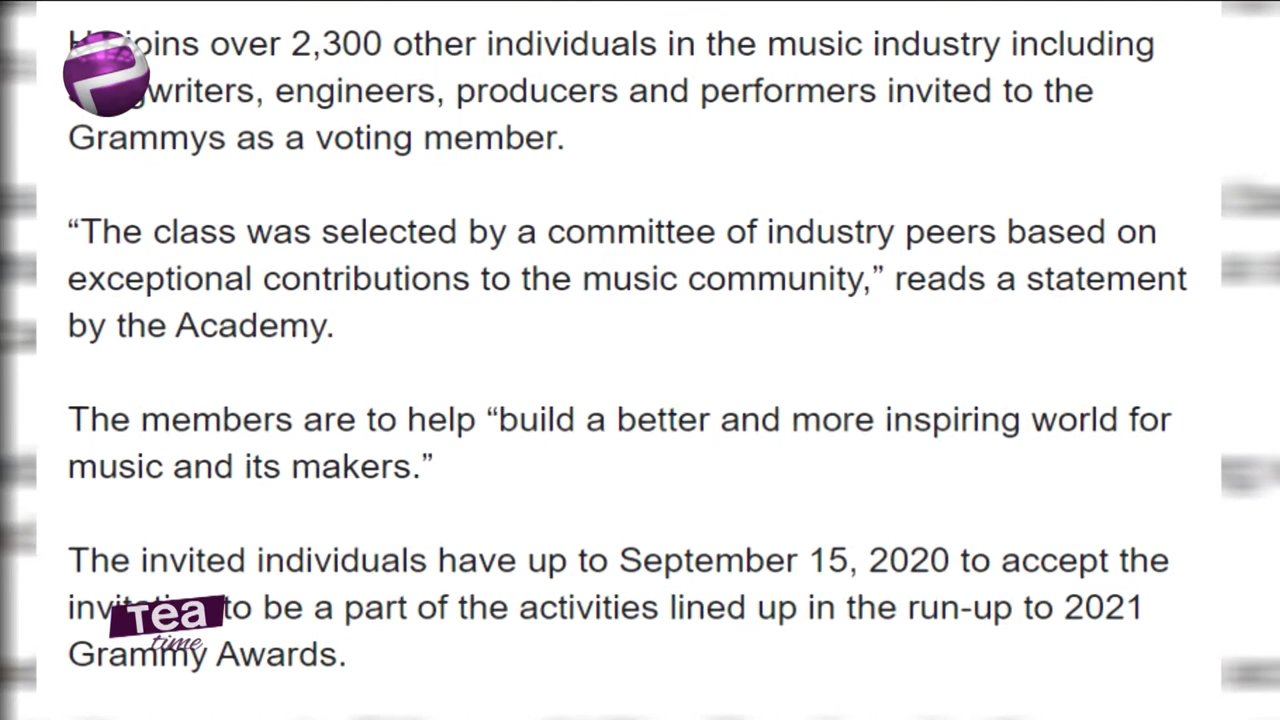 joins over 2,300 other individuals in the music industry including
engineers, producers and performers invited to the
Grammys as a voting member.
“The class was selected by a committee of industry peers based on
exceptional contributions to the music community,” reads a statement
by the Academy.
The members are to help “build a better and more inspiring world for
music and its makers.”
The invited individuals have up to September 15, 2020 to accept the
to be a part of the activities lined up in the run-up to 2021
Grammy Awards.
Tea
time